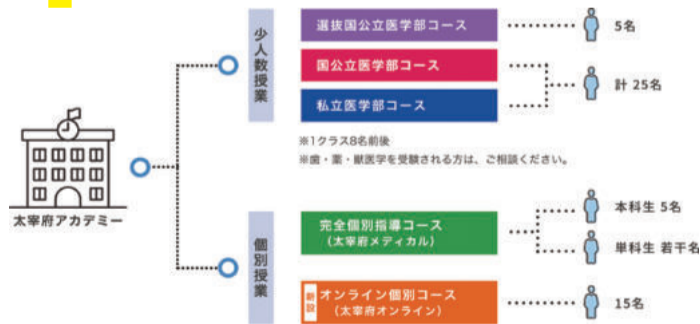 少人数授業
選抜国公立医学部コース
5名
国公立医学部コース
私立医学部コース
計 25名
※1クラス8名前後
※歯・薬・獣医学を受験される方は、ご相談ください。
太宰府アカデミー
個別授業
完全個別指導コース
(太宰府メディカル)
本科生 5名
単科生 若干名
新設
オンライン個別コース
(太宰府オンライン)
15名